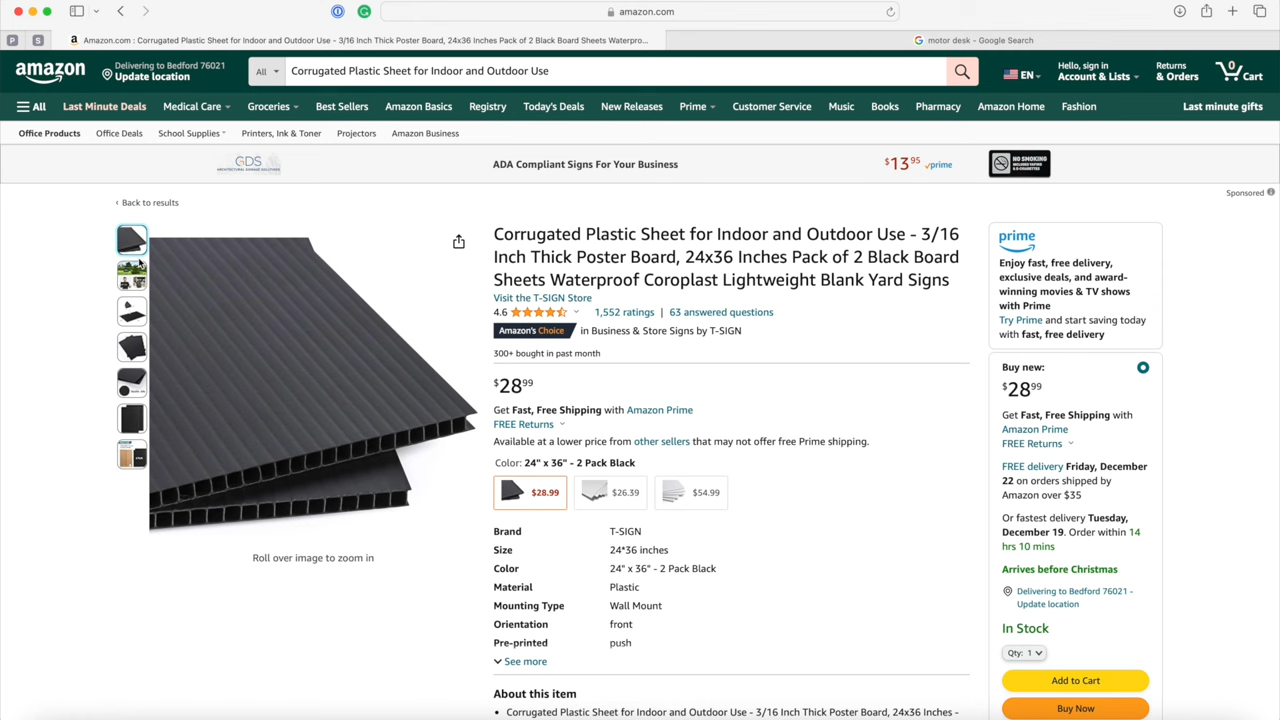 amazon.com
P
S
Amazon.com : Corrugated Plastic Sheet for Indoor and Outdoor Use - 3/16 Inch Thick Poster Board, 24x36 Inches Pack of 2 Black Board Sheets Waterpro...
motor desk - Google Search
amazon
Delivering to Bedford 76021
Update location
All
Corrugated Plastic Sheet for Indoor and Outdoor Use
EN
Hello, sign in
Account & Lists
Returns
& Orders
0
Cart
All
Last Minute Deals
Medical Care
Groceries
Best Sellers
Amazon Basics
Registry
Today's Deals
New Releases
Prime
Customer Service
Music
Books
Pharmacy
Amazon Home
Fashion
Last minute gifts
Office Products
Office Deals
School Supplies
Printers, Ink & Toner
Projectors
Amazon Business
GDS
ARCHITECTURAL SIGNAGE SOLUTIONS
ADA Compliant Signs For Your Business
$13 95
prime
NO SMOKING
Sponsored
‹ Back to results
Corrugated Plastic Sheet for Indoor and Outdoor Use - 3/16
Inch Thick Poster Board, 24x36 Inches Pack of 2 Black Board
Sheets Waterproof Coroplast Lightweight Blank Yard Signs
Visit the T-SIGN Store
4.6
1,552 ratings | 63 answered questions
Amazon's Choice in Business & Store Signs by T-SIGN
300+ bought in past month
$28 99
Get Fast, Free Shipping with Amazon Prime
FREE Returns
Available at a lower price from other sellers that may not offer free Prime shipping.
Color: 24" x 36" - 2 Pack Black
$28.99
$26.39
$54.99
Brand T-SIGN
Size 24*36 inches
Color 24" x 36" - 2 Pack Black
Material Plastic
Mounting Type Wall Mount
Orientation front
Pre-printed push
See more
About this item
• Corrugated Plastic Sheet for Indoor and Outdoor Use - 3/16 Inch Thick Poster Board, 24x36 Inches -
Roll over image to zoom in
prime
Enjoy fast, free delivery,
exclusive deals, and award-
winning movies & TV shows
with Prime
Try Prime and start saving today
with fast, free delivery
Buy new:
$28 99
Get Fast, Free Shipping with
Amazon Prime
FREE Returns
FREE delivery Friday, December
22 on orders shipped by
Amazon over $35
Or fastest delivery Tuesday,
December 19. Order within 14
hrs 10 mins
Arrives before Christmas
Delivering to Bedford 76021 -
Update location
In Stock
Qty: 1
Add to Cart
Buy Now